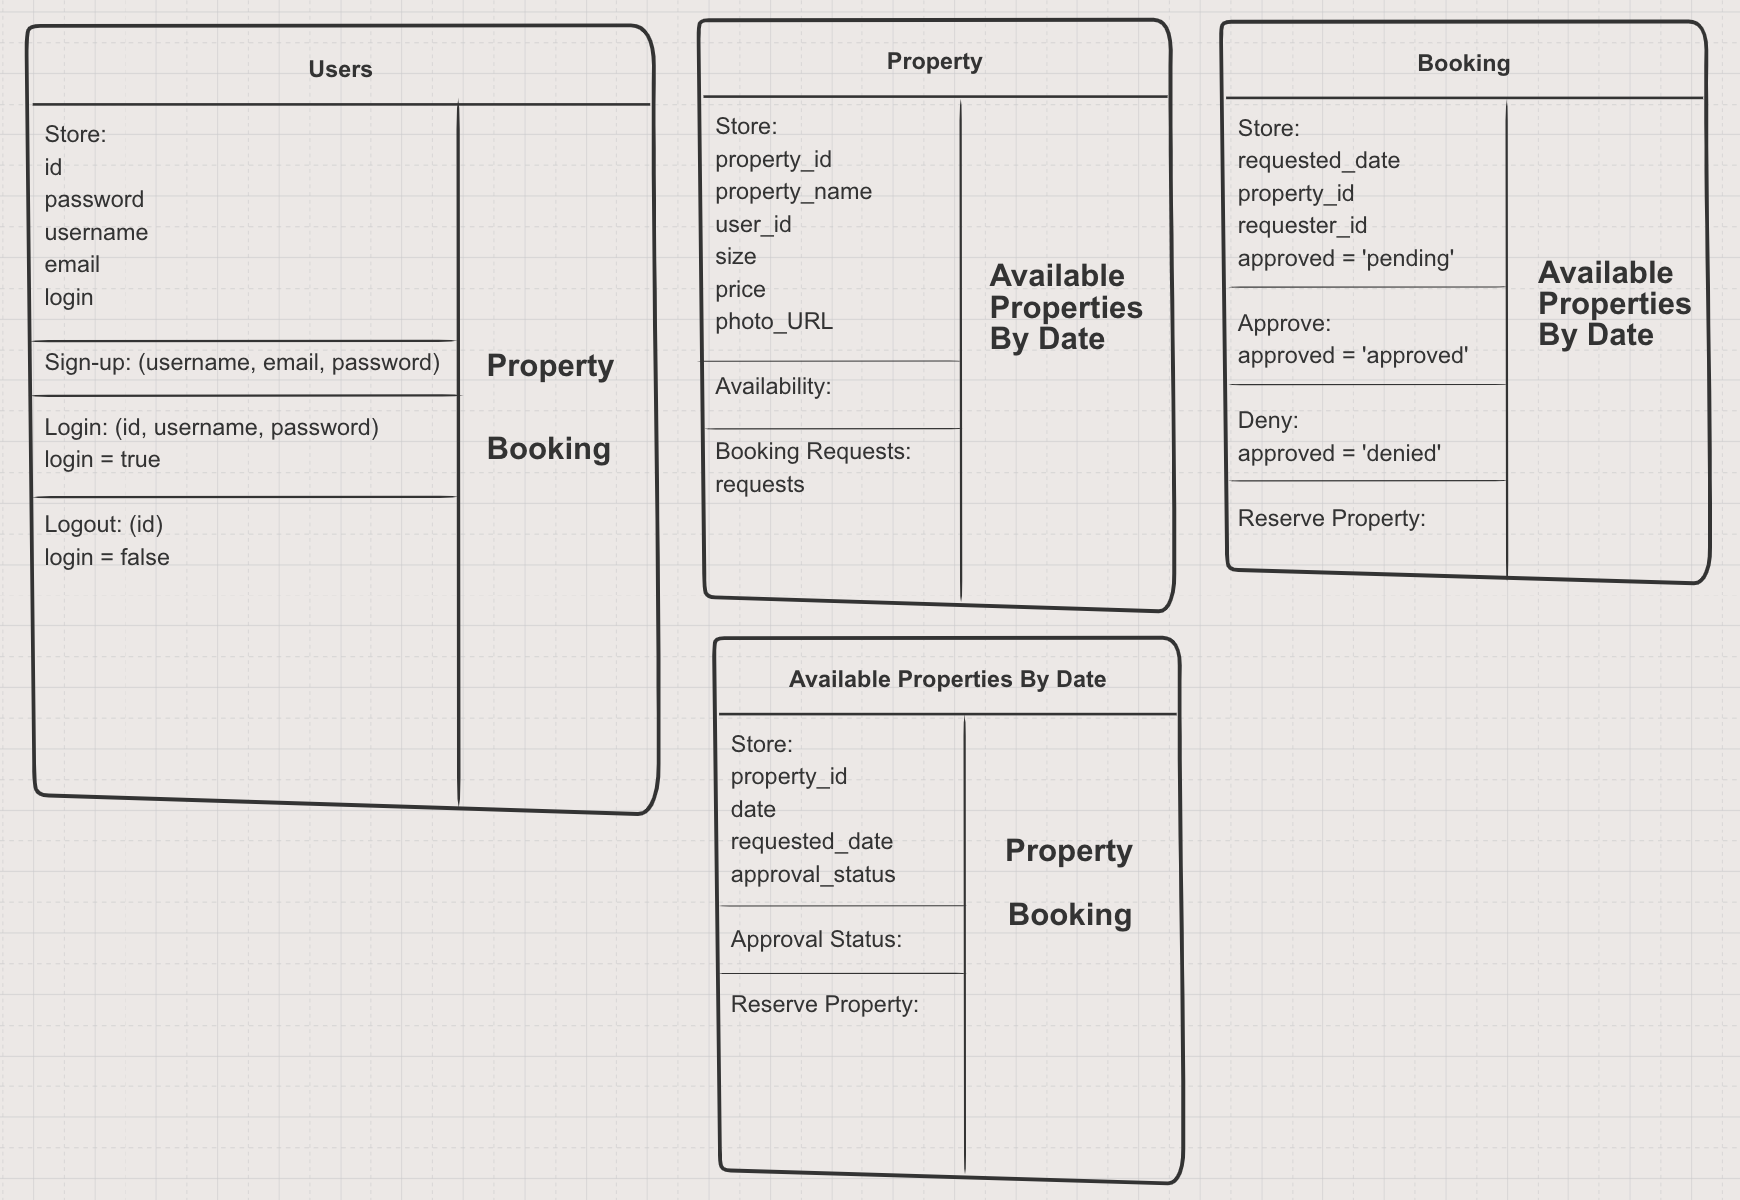 Users
Store:
id
password
username
email
login
Sign-up: (username, email, password)
Login: (id, username, password)
login = true
Logout: (id)
login = false
Property
Booking
Property
Store:
property_id
property_name
user_id
size
price
photo_URL
Availability:
Booking Requests:
requests
Available
Properties
By Date
Booking
Store:
requested_date
property_id
requester_id
approved = 'pending'
Approve:
approved = 'approved'
Deny:
approved = 'denied'
Reserve Property:
Available
Properties
By Date
Available Properties By Date
Store:
property_id
date
requested_date
approval_status
Approval Status:
Reserve Property:
Property
Booking